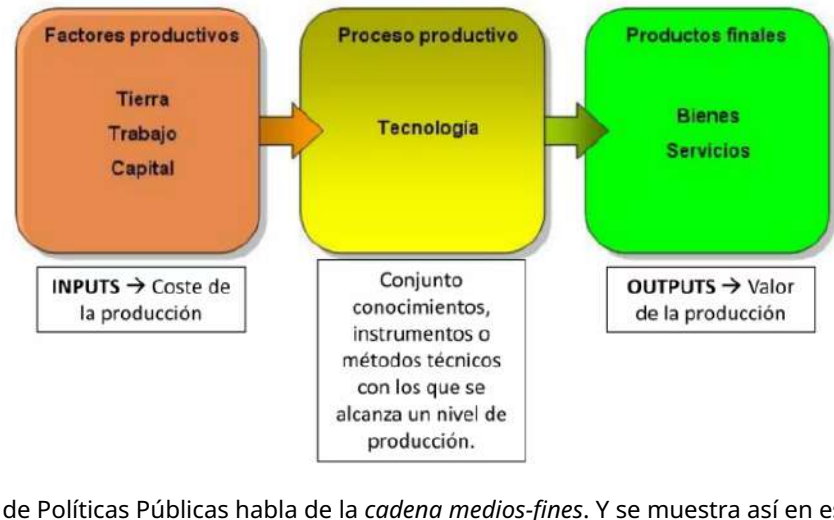 Factores productivos
Tierra
Trabajo
Capital
INPUTS → Coste de
la producción
Proceso productivo
Tecnología
Conjunto
conocimientos,
instrumentos o
métodos técnicos
con los que se
alcanza un nivel de
producción.
Productos finales
Bienes
Servicios
OUTPUTS → Valor
de la producción
de Políticas Públicas habla de la cadena medios-fines. Y se muestra así en